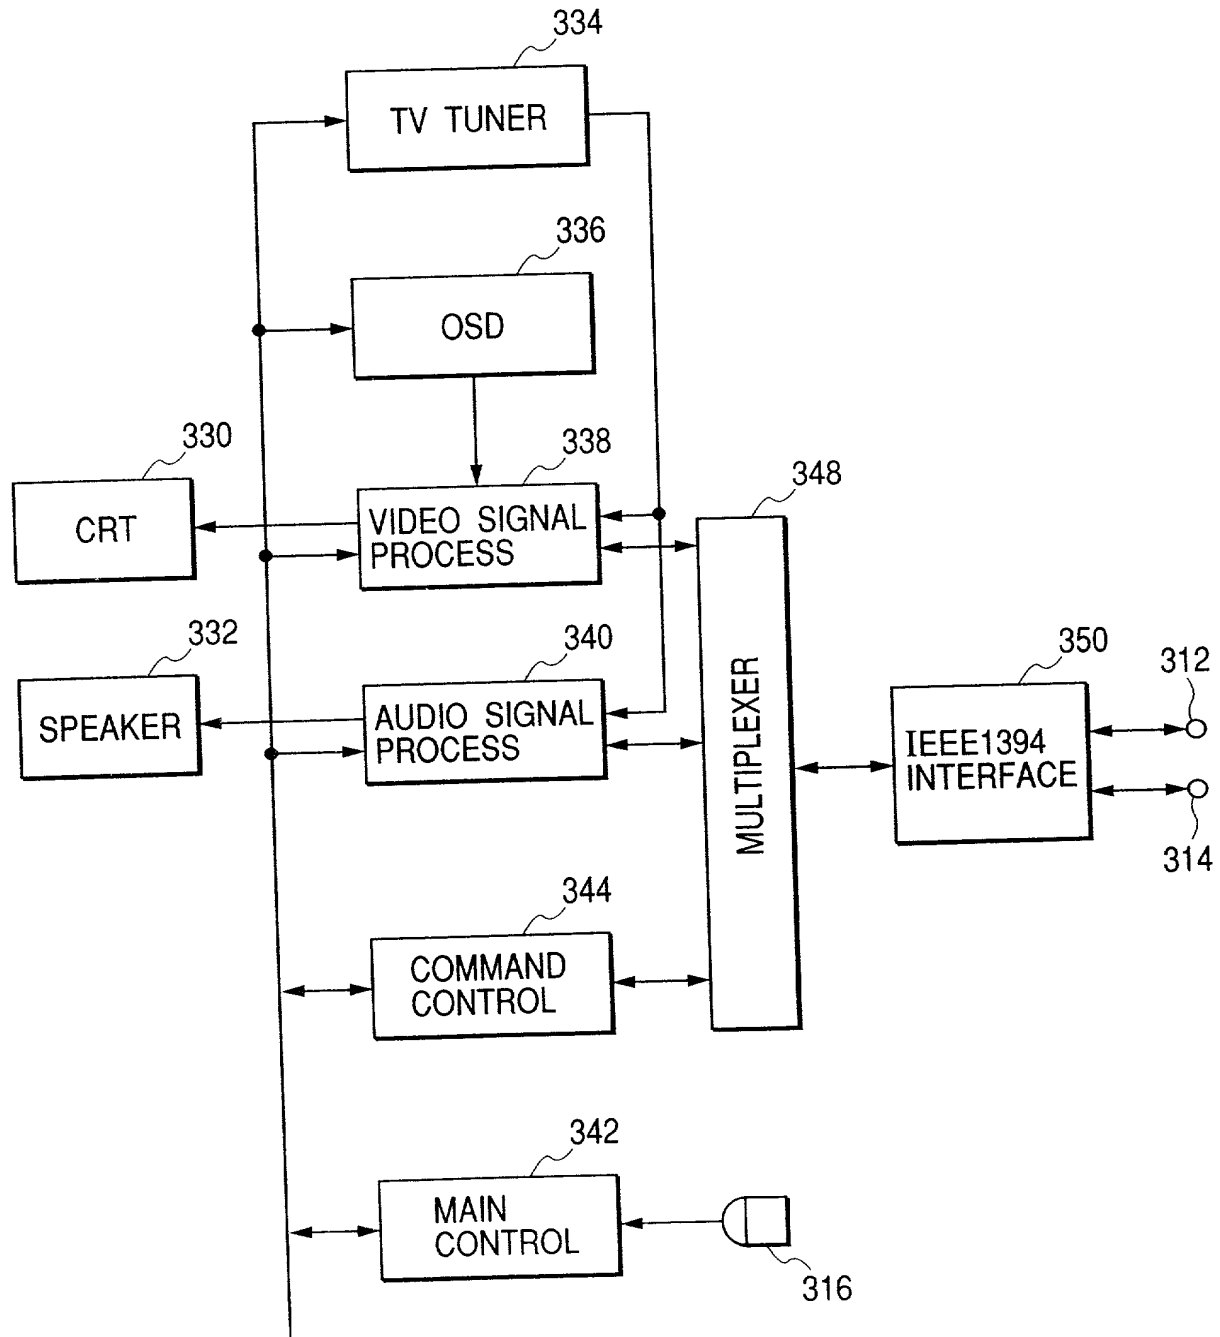 334
TV TUNER
336
OSD
330
CRT
338
VIDEO SIGNAL
PROCESS
348
MULTIPLEXER
332
SPEAKER
340
AUDIO SIGNAL
PROCESS
350
IEEE1394
INTERFACE
312
314
344
COMMAND
CONTROL
342
MAIN
CONTROL
316